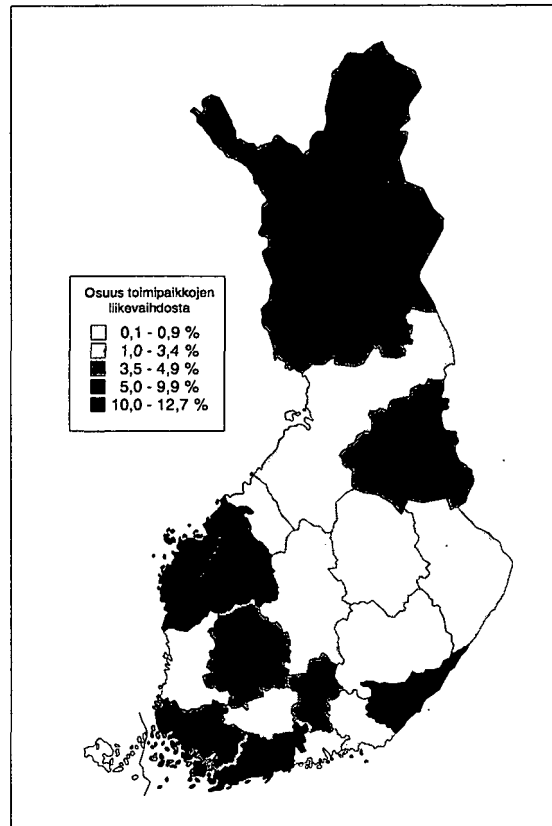 Osuus toimipaikkojen
liikevaihdosta
0,1 - 0,9 %
1,0 - 3,4 %
3,5 - 4,9 %
5,0 - 9,9 %
10,0 - 12,7 %